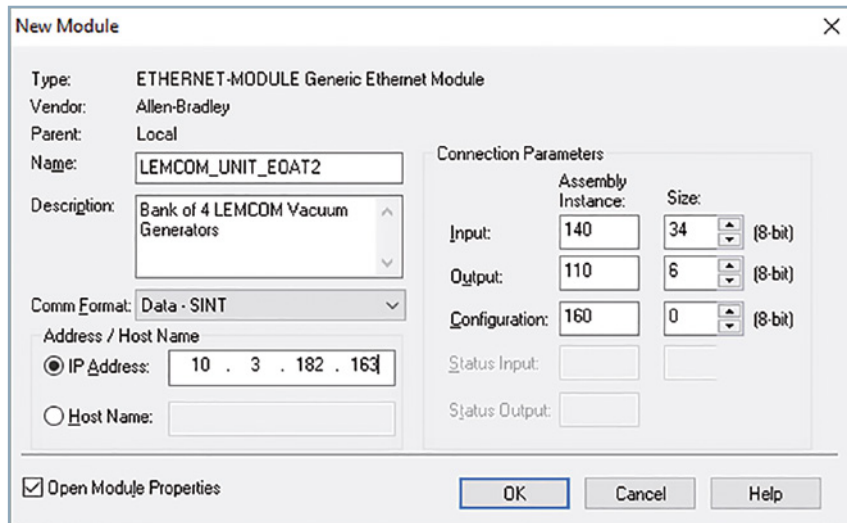 New Module
Type: ETHERNET-MODULE Generic Ethernet Module
Vendor: Allen-Bradley
Parent: Local
Name: LEMCOM_UNIT_EOAT2
Description: Bank of 4 LEMCOM Vacuum
Generators
Comm Format: Data - SINT
Address / Host Name
IP Address: 10 . 3 . 182 . 163
Host Name:
Connection Parameters
Assembly
Instance: Size:
Input: 140 34 (8-bit)
Output: 110 6 (8-bit)
Configuration: 160 0 (8-bit)
Status Input:
Status Output:
Open Module Properties
OK Cancel Help